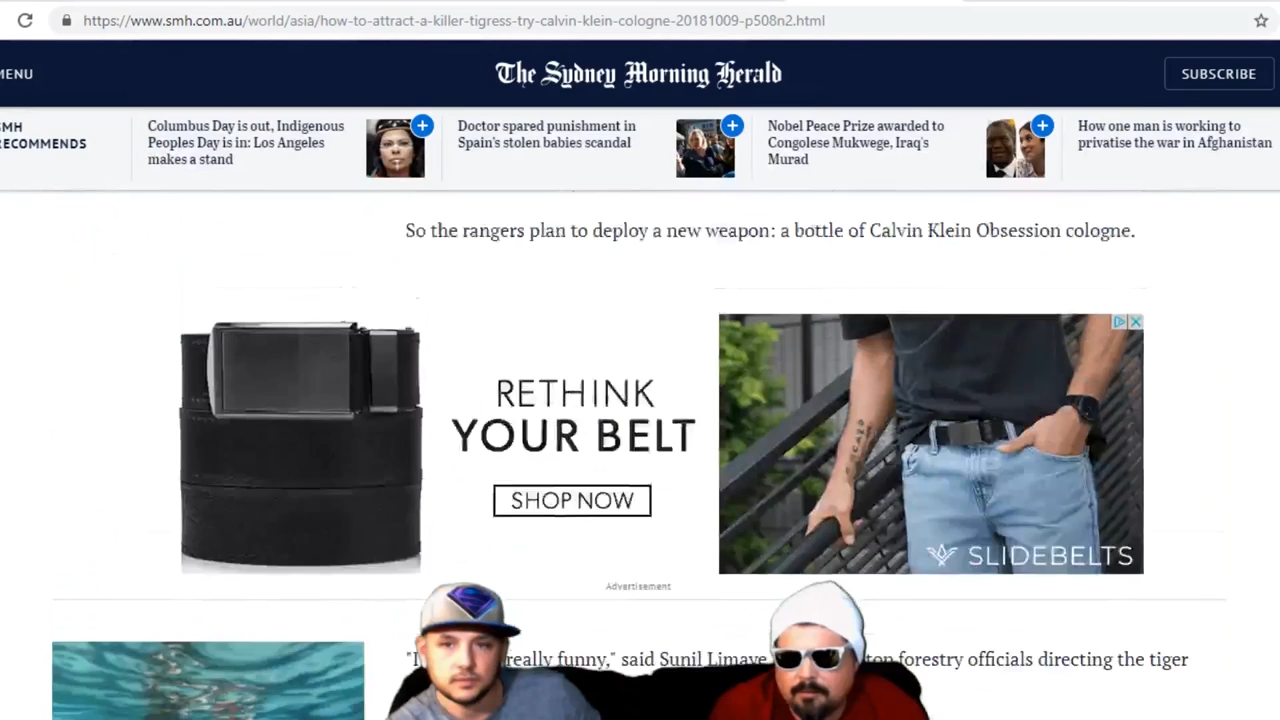 https://www.smh.com.au/world/asia/how-to-attract-a-killer-tigress-try-calvin-klein-cologne-20181009-p508n2.html
MENU
The Sydney Morning Herald
SUBSCRIBE
SMH
RECOMMENDS
Columbus Day is out, Indigenous
Peoples Day is in: Los Angeles
makes a stand
Doctor spared punishment in
Spain's stolen babies scandal
Nobel Peace Prize awarded to
Congolese Mukwege, Iraq's
Murad
How one man is working to
privatise the war in Afghanistan
So the rangers plan to deploy a new weapon: a bottle of Calvin Klein Obsession cologne.
RETHINK
YOUR BELT
SHOP NOW
SLIDEBELTS
Advertisement
really funny," said Sunil Limaye forestry officials directing the tiger